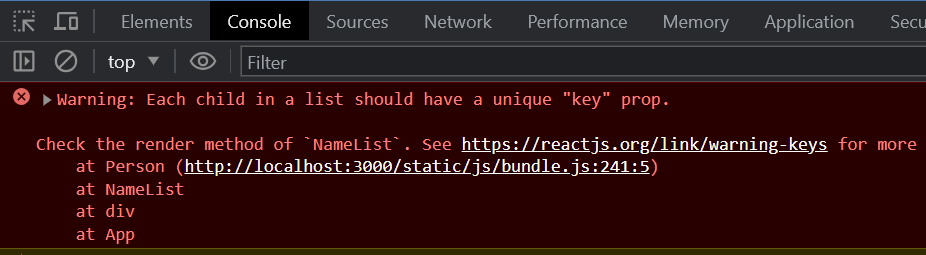 Elements Console Sources Network Performance Memory Application Secu
top Filter
Warning: Each child in a list should have a unique "key" prop.
Check the render method of `NameList`. See https://reactjs.org/link/warning-keys for more
at Person (http://localhost:3000/static/js/bundle.js:241:5)
at NameList
at div
at App